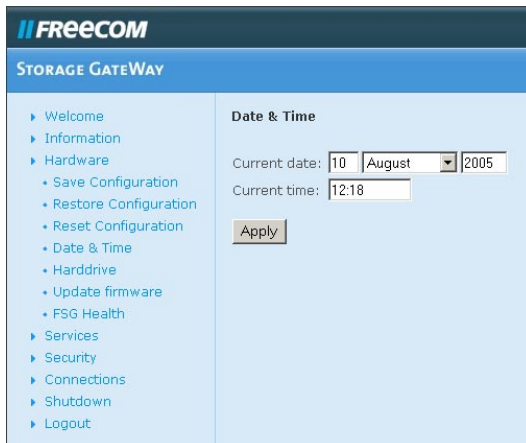 FREECOM
STORAGE GATEWAY
Welcome
Information
Hardware
Save Configuration
Restore Configuration
Reset Configuration
Date & Time
Harddrive
Update firmware
FSG Health
Services
Security
Connections
Shutdown
Logout
Date & Time
Current date: 10 August 2005
Current time: 12:18
Apply